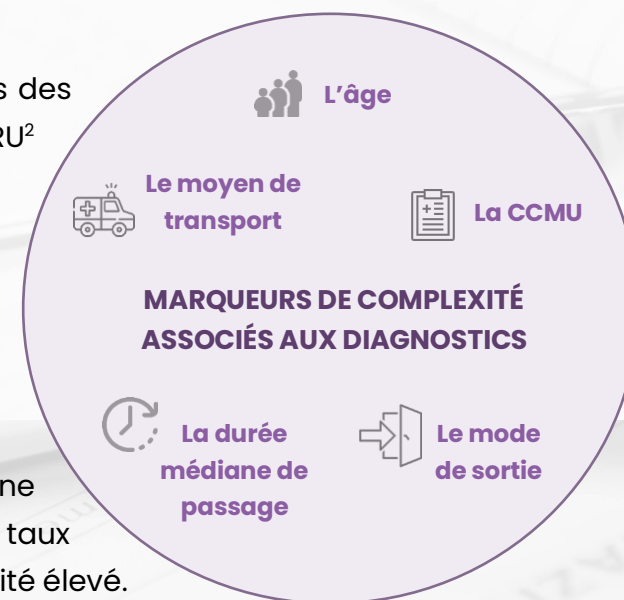 s des
RU²
L'âge
Le moyen de
transport
La CCMU
MARQUEURS DE COMPLEXITÉ
ASSOCIÉS AUX DIAGNOSTICS
La durée
médiane de
passage
Le mode
de sortie
ne
taux
ité élevé.